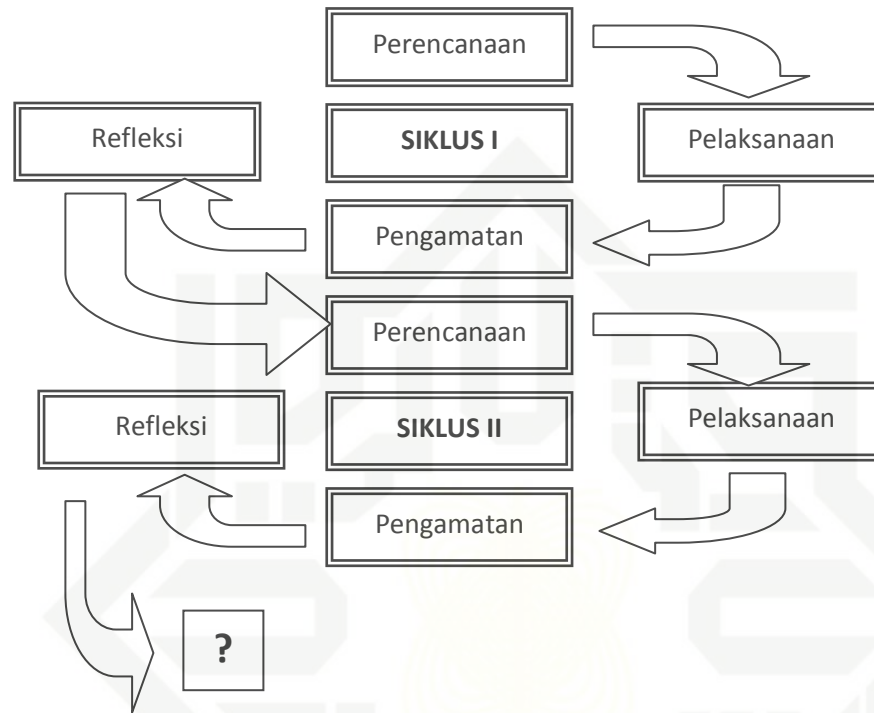 Perencanaan
Refleksi
SIKLUS I
Pelaksanaan
Pengamatan
Perencanaan
Refleksi
SIKLUS II
Pelaksanaan
Pengamatan
?